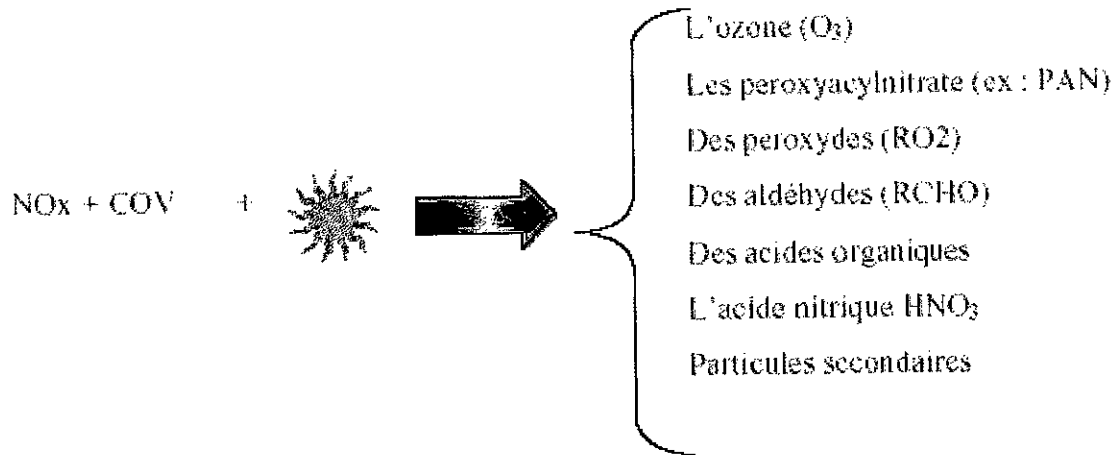 NOx + COV +
L'ozone (O₃)
Les peroxyacylnitrate (ex : PAN)
Des peroxydes (RO2)
Des aldéhydes (RCHO)
Des acides organiques
L'acide nitrique HNO₃
Particules secondaires